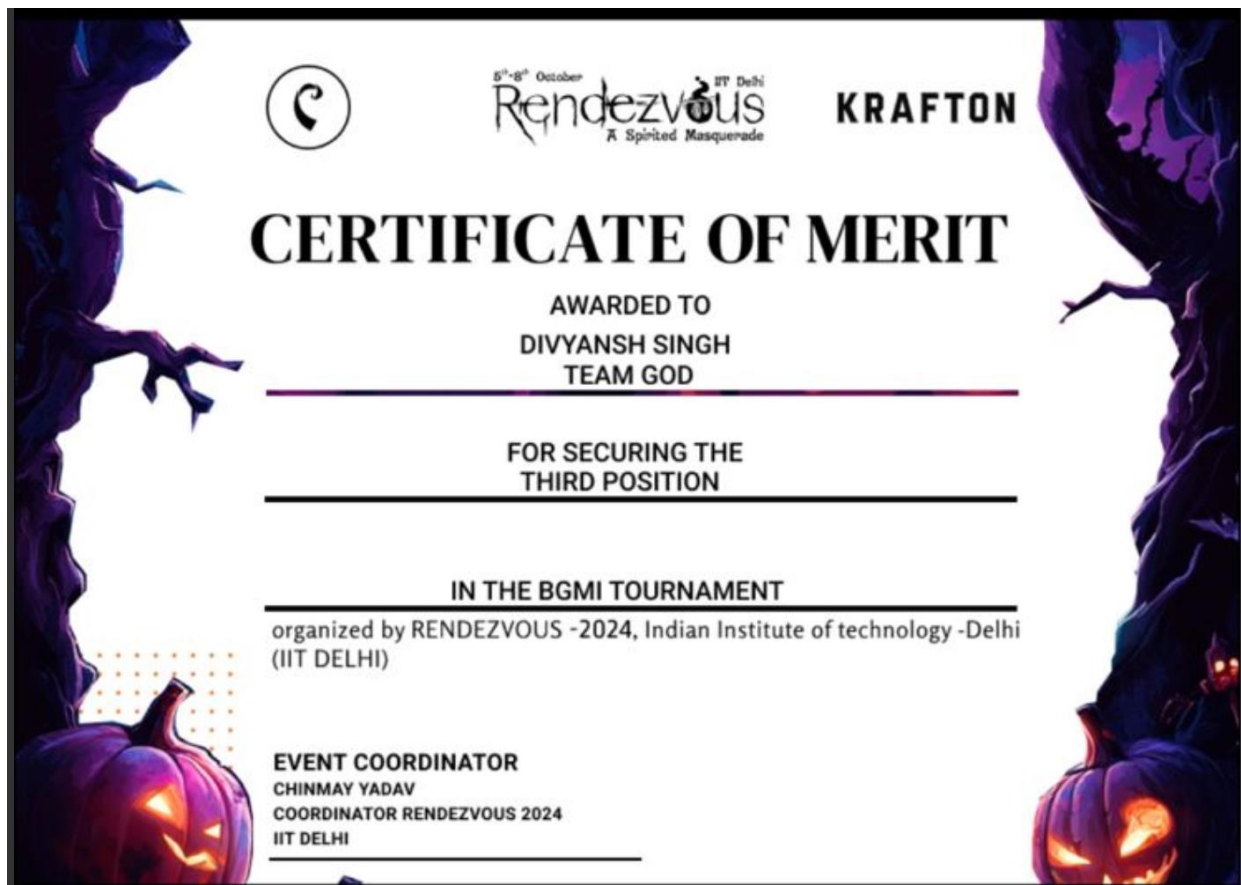 5th-8th October
IIT Delhi
Rendezvous
A Spirited Masquerade
KRAFTON
CERTIFICATE OF MERIT
AWARDED TO
DIVYANSH SINGH
TEAM GOD
FOR SECURING THE
THIRD POSITION
IN THE BGMI TOURNAMENT
organized by RENDEZVOUS -2024, Indian Institute of technology -Delhi
(IIT DELHI)
EVENT COORDINATOR
CHINMAY YADAV
COORDINATOR RENDEZVOUS 2024
IIT DELHI